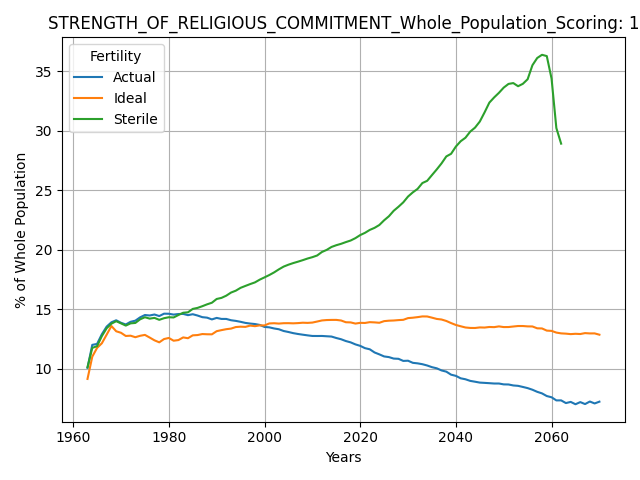 STRENGTH_OF_RELIGIOUS_COMMITMENT_Whole_Population_Scoring: 1
Fertility
Actual
Ideal
Sterile
% of Whole Population
35
30
25
20
15
10
1960
1980
2000
2020
2040
2060
Years